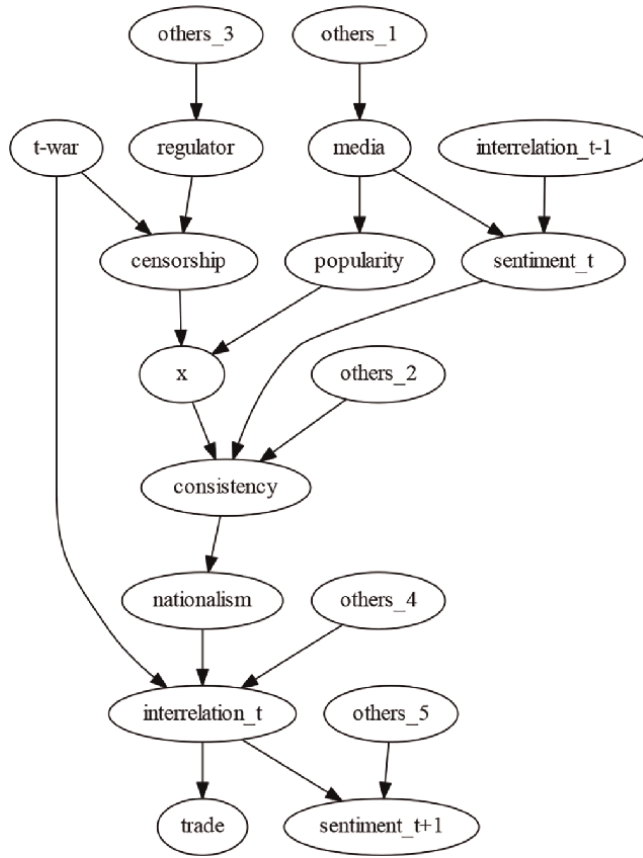 others_3
others_1
t-war
regulator
media
interrelation_t-1
censorship
popularity
sentiment_t
x
others_2
consistency
nationalism
others_4
interrelation_t
others_5
trade
sentiment_t+1